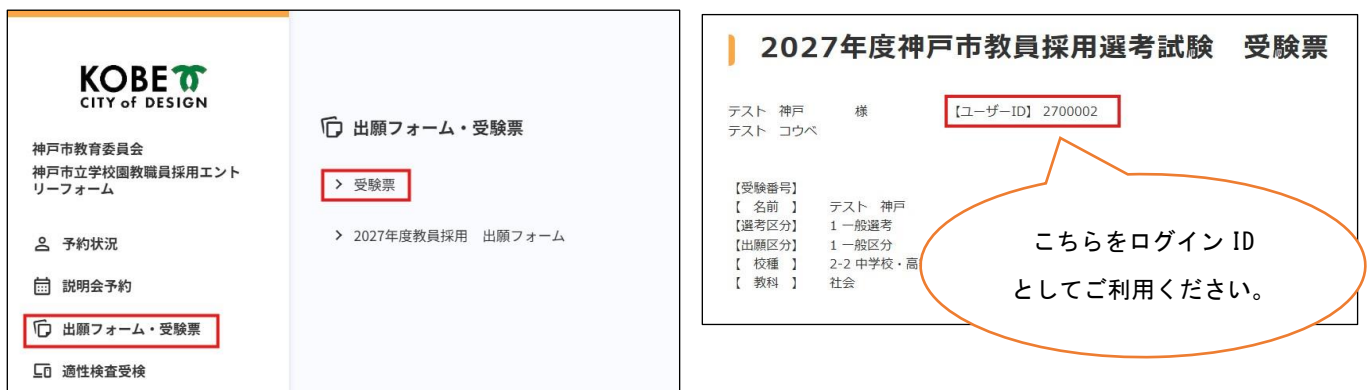 KOBE
CITY of DESIGN
神戸市教育委員会
神戸市立学校園教職員採用エント
リーフォーム
予約状況
説明会予約
出願フォーム・受験票
適性検査受検
出願フォーム・受験票
受験票
2027年度教員採用　出願フォーム
2027年度神戸市教員採用選考試験　受験票
テスト 神戸　様　【ユーザーID】 2700002
テスト コウベ
【受験番号】
【 名前 】 テスト 神戸
【選考区分】 1 一般選考
【出願区分】 1 一般区分
【 校種 】 2-2 中学校・高
【 教科 】 社会
こちらをログイン ID
としてご利用ください。